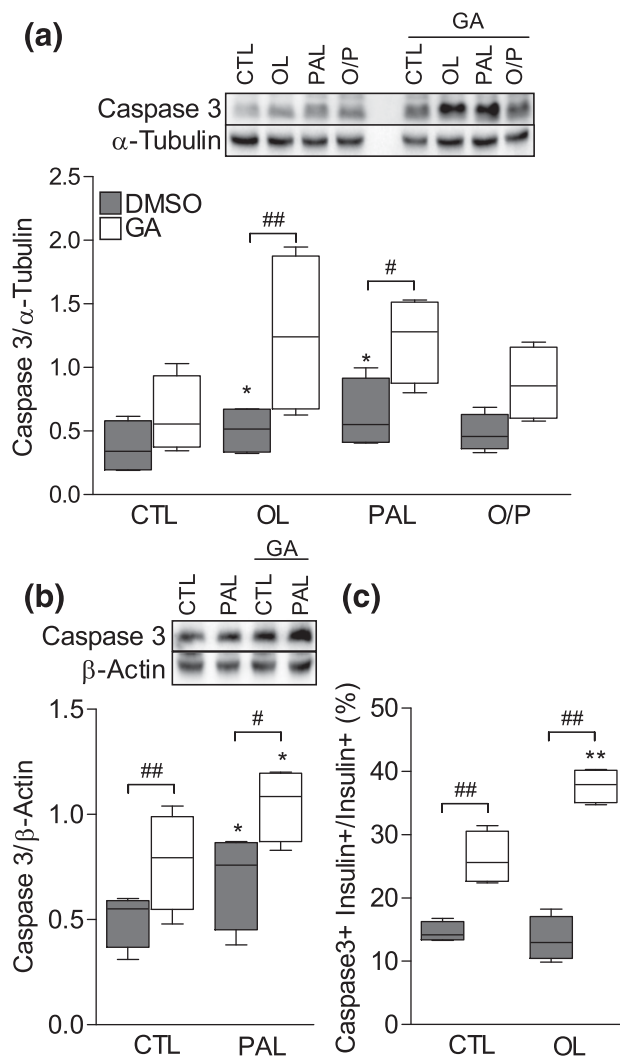 (a)
GA
CTL OL PAL O/P CTL OL PAL O/P
Caspase 3
α-Tubulin
Caspase 3/α-Tubulin
2.5
2.0
1.5
1.0
0.5
0.0
DMSO
GA
##
#
*
*
CTL OL PAL O/P
(b)
GA
CTL PAL CTL PAL
Caspase 3
β-Actin
Caspase 3/β-Actin
1.5
1.0
0.5
0.0
##
#
*
*
CTL PAL
(c)
Caspase3+ Insulin+/Insulin+ (%)
50
40
30
20
10
0
##
##
**
CTL OL